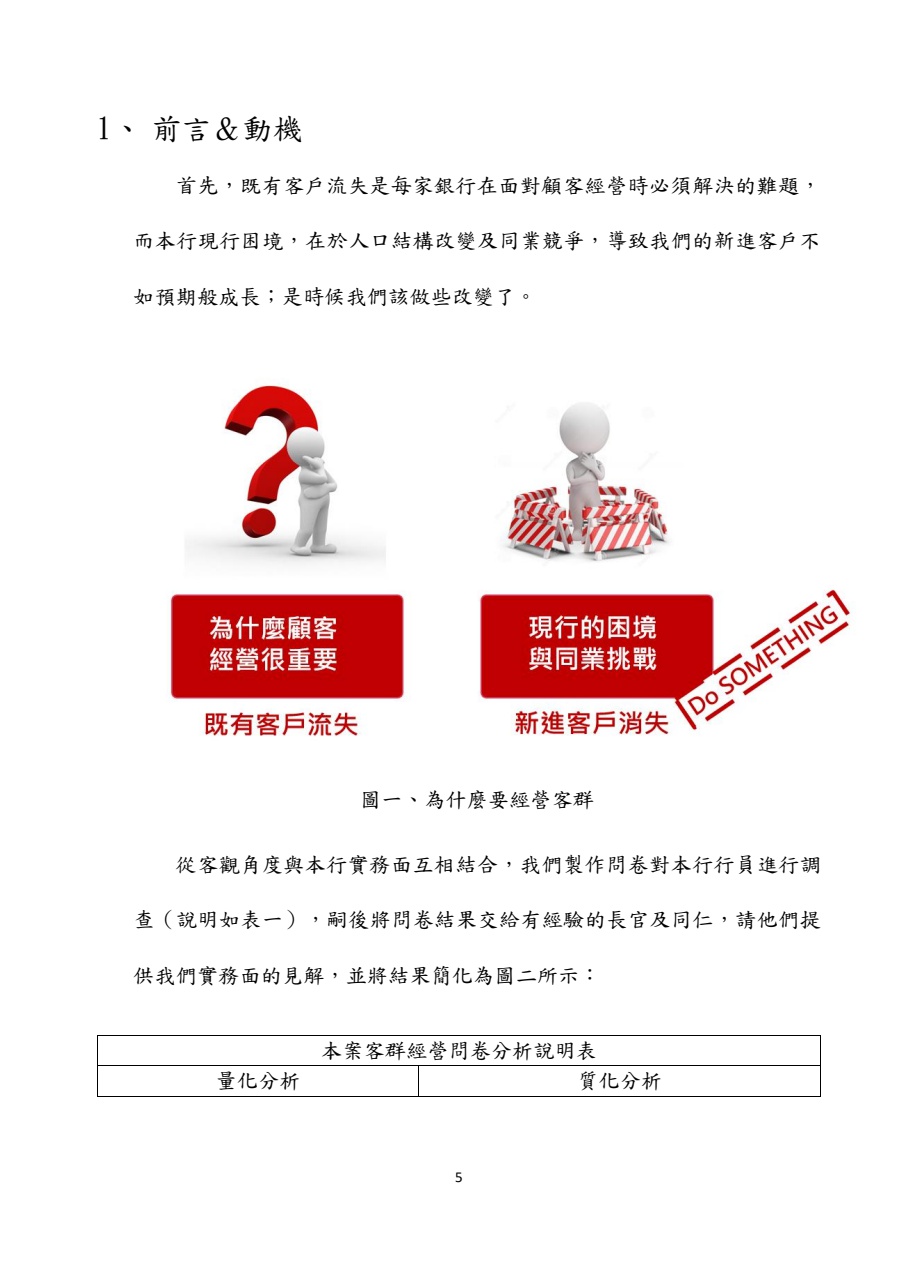 1、 前言＆動機
首先，既有客戶流失是每家銀行在面對顧客經營時必須解決的難題，
而本行現行困境，在於人口結構改變及同業競爭，導致我們的新進客戶不
如預期般成長；是時候我們該做些改變了。
為什麼顧客
經營很重要
既有客戶流失
現行的困境
與同業挑戰
新進客戶消失
Do SOMETHING
圖一、為什麼要經營客群
從客觀角度與本行實務面互相結合，我們製作問卷對本行行員進行調
查（說明如表一），嗣後將問卷結果交給有經驗的長官及同仁，請他們提
供我們實務面的見解，並將結果簡化為圖二所示：
本案客群經營問卷分析說明表
量化分析
質化分析
5